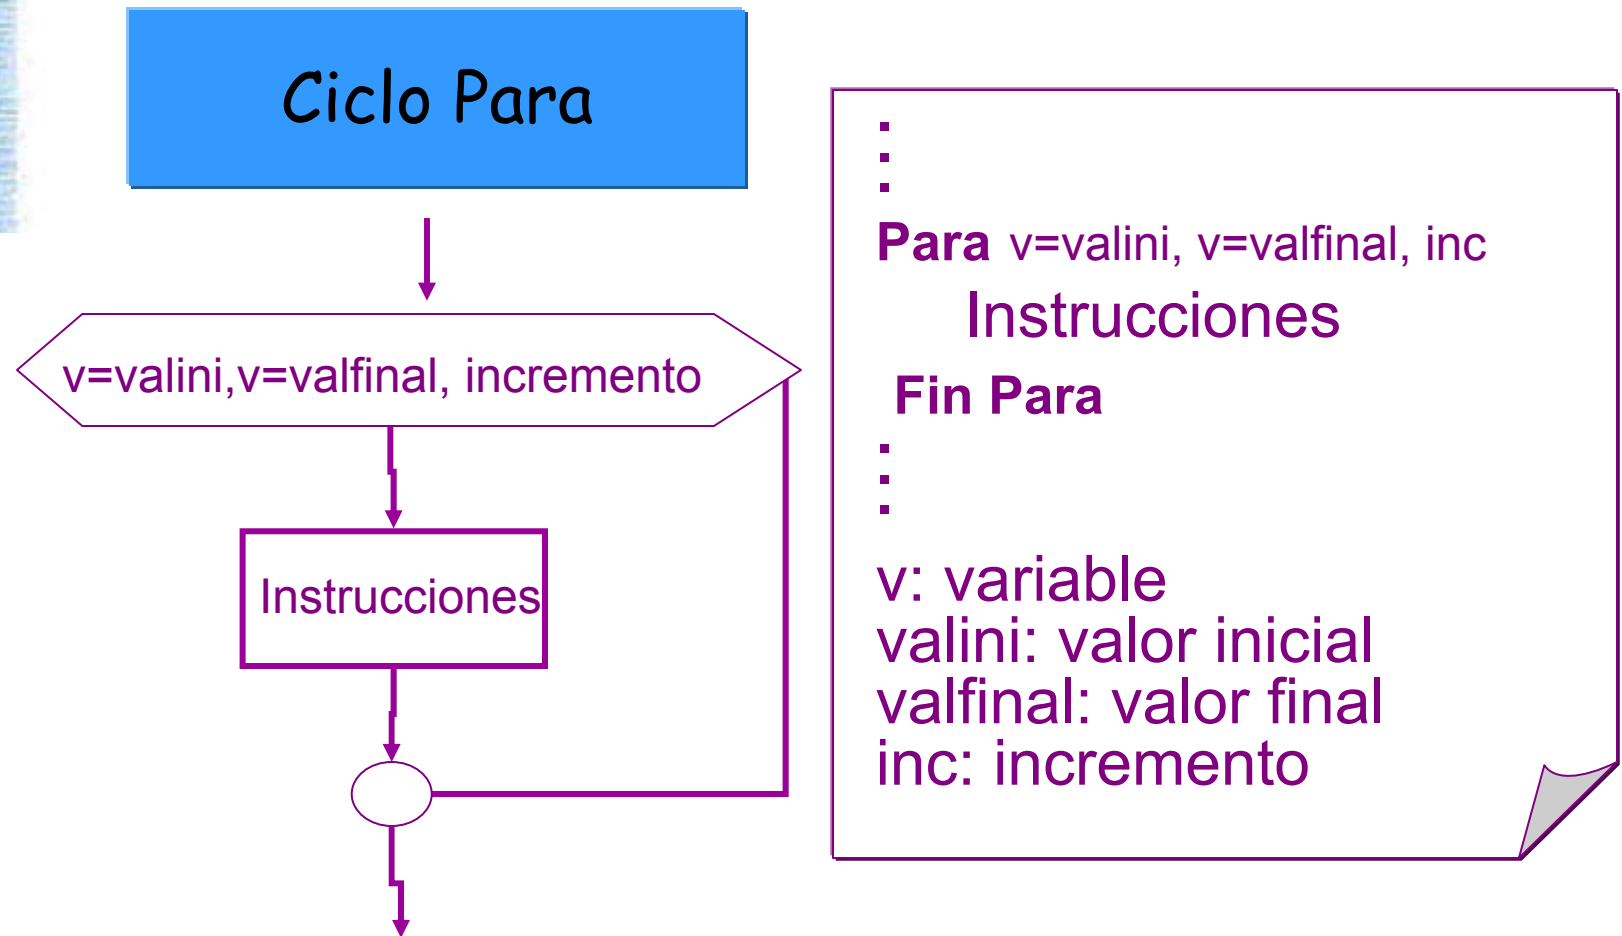 Ciclo Para
v=valini,v=valfinal, incremento
Instrucciones
.
.
.
Para v=valini, v=valfinal, inc
Instrucciones
Fin Para
.
.
.
v: variable
valini: valor inicial
valfinal: valor final
inc: incremento